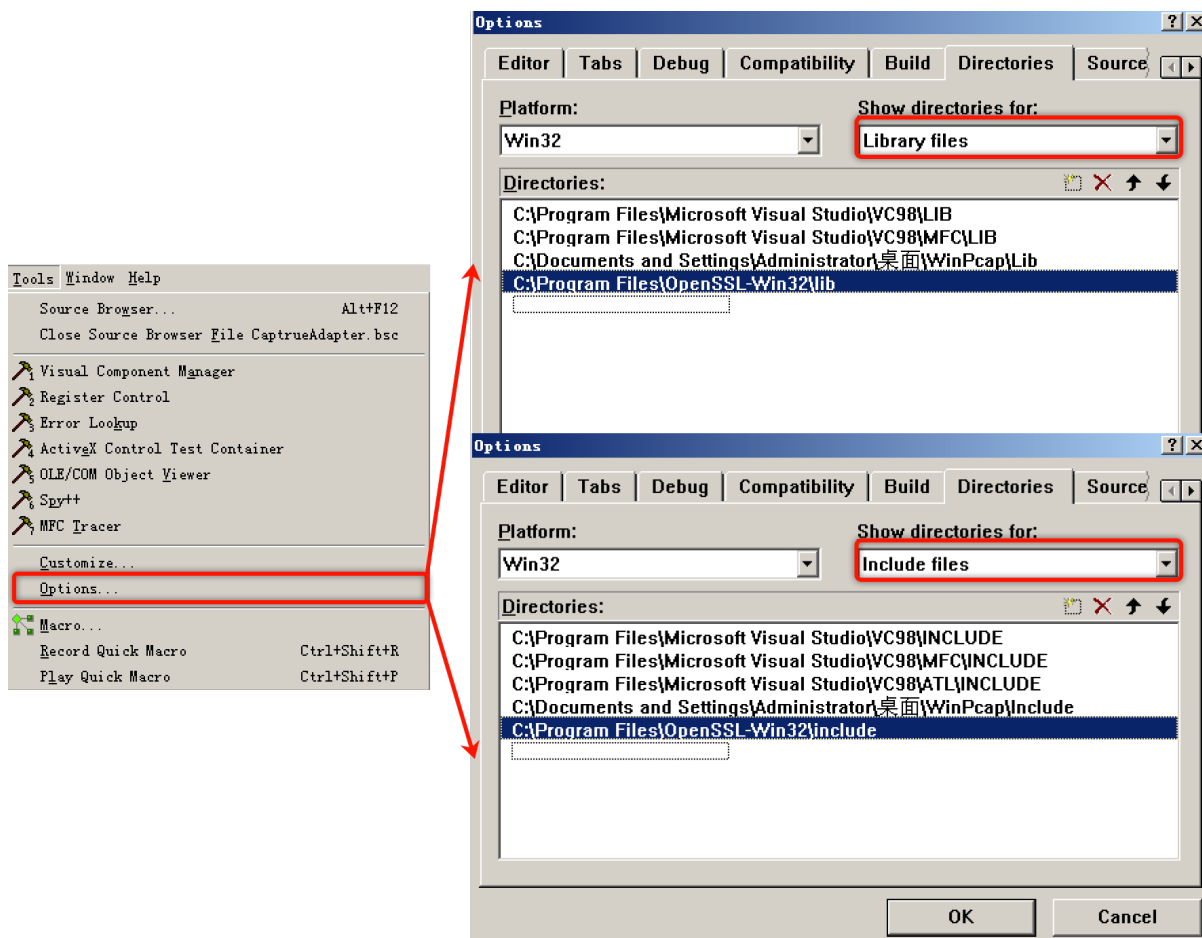 Tools Window Help
Source Browser... Alt+F12
Close Source Browser File CaptrueAdapter.bsc
1 Visual Component Manager
2 Register Control
3 Error Lookup
4 ActiveX Control Test Container
5 OLE/COM Object Viewer
6 Spy++
7 MFC Tracer
Customize...
Options...
Macro...
Record Quick Macro Ctrl+Shift+R
Play Quick Macro Ctrl+Shift+P
Options
Editor Tabs Debug Compatibility Build Directories Source
Platform: Show directories for:
Win32 Library files
Directories:
C:\Program Files\Microsoft Visual Studio\VC98\LIB
C:\Program Files\Microsoft Visual Studio\VC98\MFC\LIB
C:\Documents and Settings\Administrator\桌面\WinPcap\Lib
C:\Program Files\OpenSSL-Win32\lib
Options
Editor Tabs Debug Compatibility Build Directories Source
Platform: Show directories for:
Win32 Include files
Directories:
C:\Program Files\Microsoft Visual Studio\VC98\INCLUDE
C:\Program Files\Microsoft Visual Studio\VC98\MFC\INCLUDE
C:\Program Files\Microsoft Visual Studio\VC98\ATL\INCLUDE
C:\Documents and Settings\Administrator\桌面\WinPcap\Include
C:\Program Files\OpenSSL-Win32\include
OK Cancel